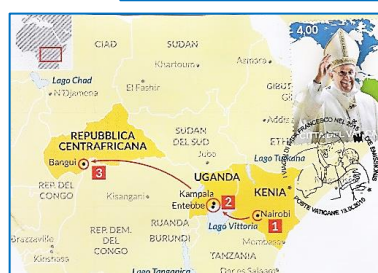 CIAD
SUDAN
Khartoum
Asmara
Lago Chad
N'Djamena
El Fashir
4,00
REPUBBLICA
CENTRAFRICANA
Bangui
3
SUDAN
DEL SUD
Juba
Lago Turkana
UGANDA
KENIA
Kampala
Entebbe
2
Nairobi
1
REP. DEL
CONGO
Kisangani
Lago Vittoria
RUANDA
BURUNDI
REP. DEM.
DEL
CONGO
Brazzaville
Kinshasa
Mombasa
TANZANIA
Lago Tanganica
Dar es Salaam
POSTE VATICANE